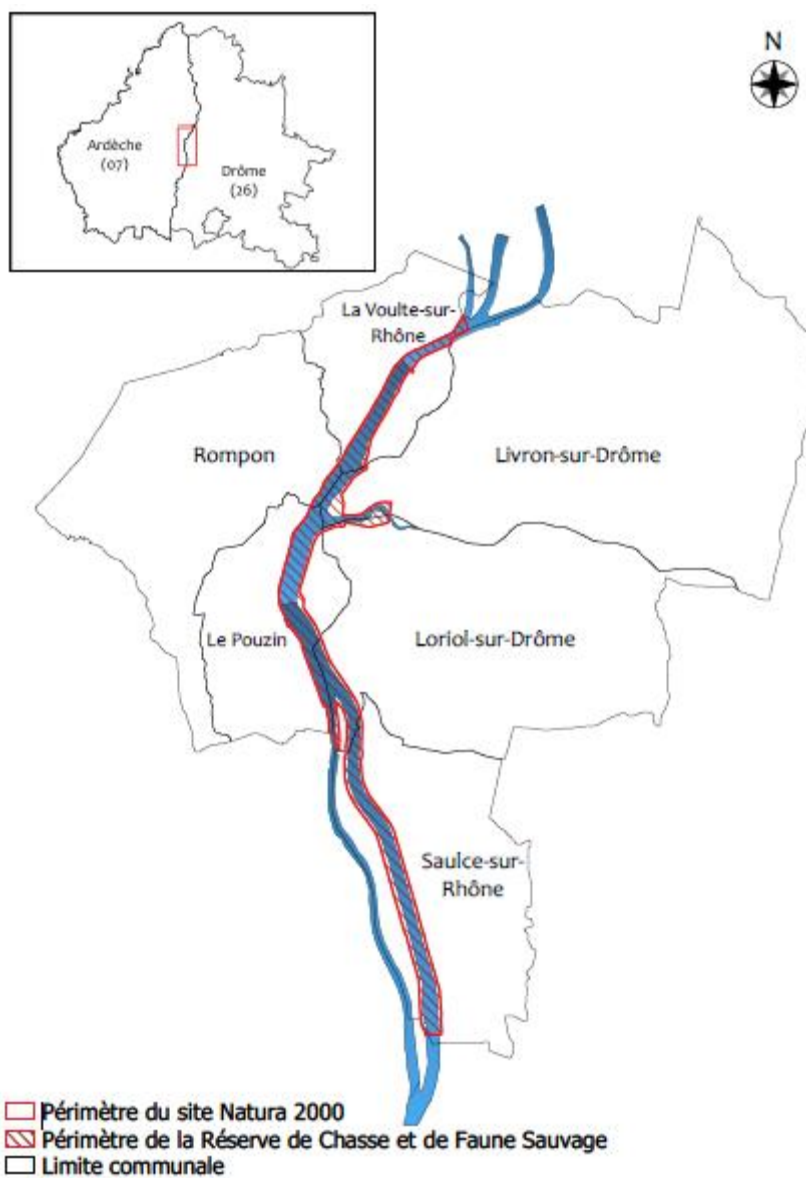 N
Ardèche
(07)
Drôme
(26)
La Voulte-sur-
Rhône
Rompon
Livron-sur-Drôme
Le Pouzin
Loriol-sur-Drôme
Saulce-sur-
Rhône
Périmètre du site Natura 2000
Périmètre de la Réserve de Chasse et de Faune Sauvage
Limite communale